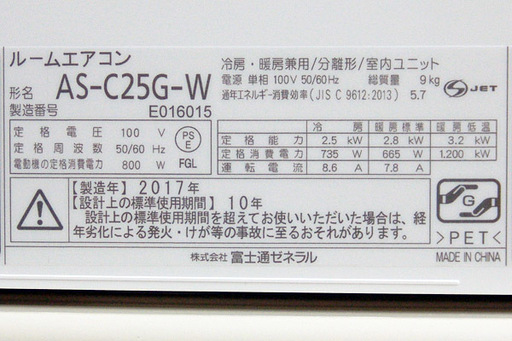 ルームエアコン
形名 AS-C25G-W
製造番号 E016015
冷房・暖房兼用/分離形/室内ユニット
電源 単相100V 50/60Hz 総質量 9kg
通年エネルギー消費効率(JIS C 9612:2013) 5.7
JET
定格電圧 100 V
定格周波数 50/60 Hz
電動機の定格消費電力 800 W
PS
E
FGL
冷房 暖房標準 暖房低温
定格能力 2.5 kW 2.8 kW 3.2 kW
定格消費電力 735 W 665 W 1,200 kW
運転電流 8.6 A 7.8 A
【製造年】2017年
【設計上の標準使用期間】10年
設計上の標準使用期間を超えてお使いいただいた場合は、経
年劣化による発火・けが等の事故に至るおそれがあります。
G
>PET<
株式会社 富士通ゼネラル
MADE IN CHINA